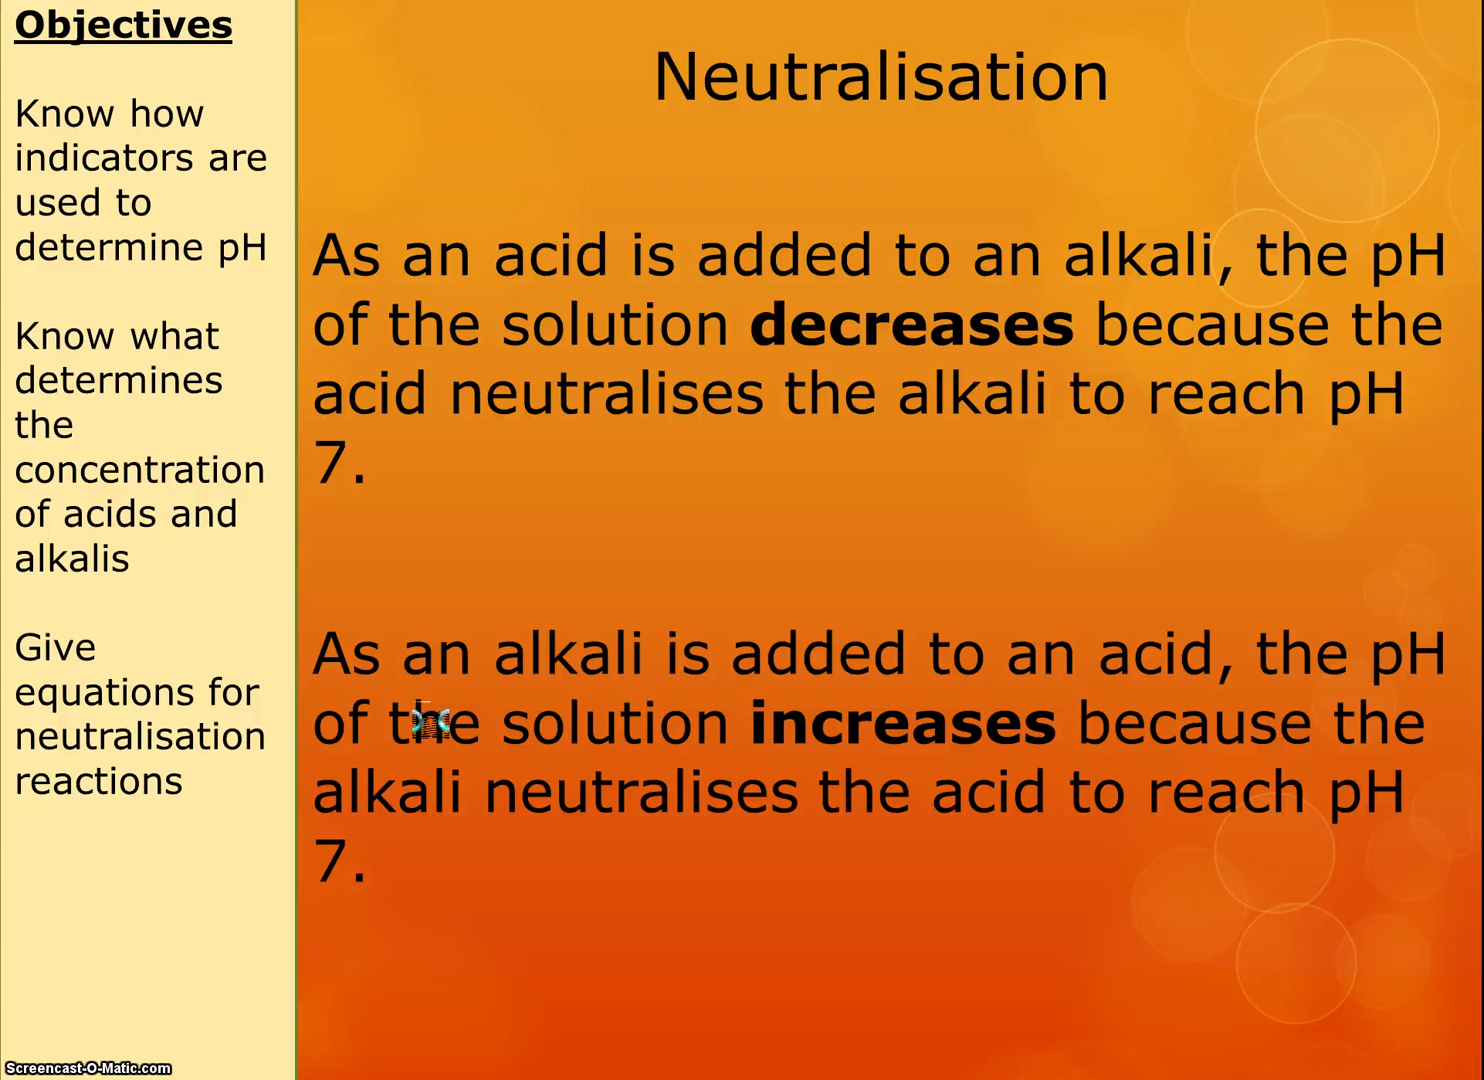 Objectives
Know how
indicators are
used to
determine pH
Know what
determines
the
concentration
of acids and
alkalis
Give
equations for
neutralisation
reactions
Neutralisation
As an acid is added to an alkali, the pH
of the solution decreases because the
acid neutralises the alkali to reach pH
7.
As an alkali is added to an acid, the pH
of the solution increases because the
alkali neutralises the acid to reach pH
7.
Screencast-O-Matic.com